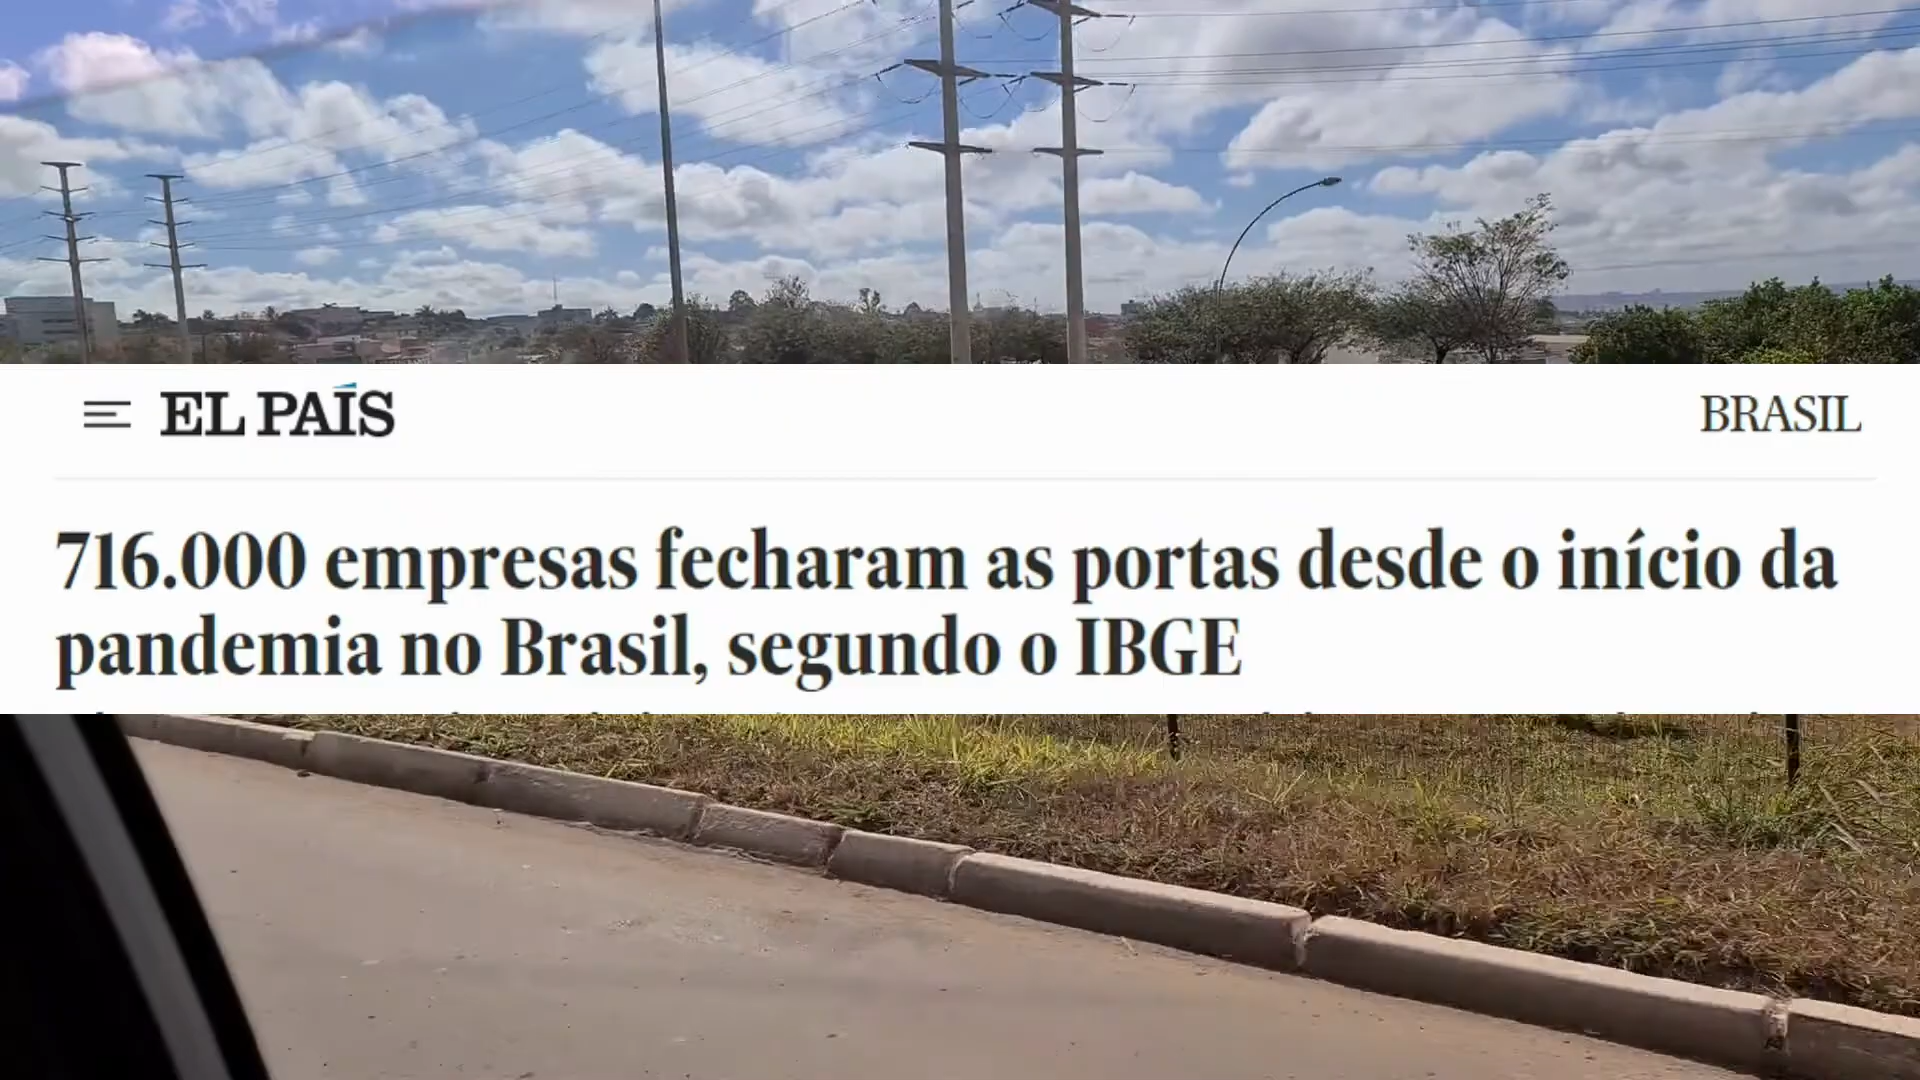 EL PAÍS
BRASIL
716.000 empresas fecharam as portas desde o início da
pandemia no Brasil, segundo o IBGE